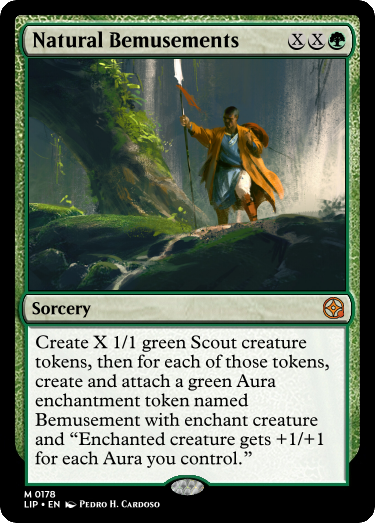 Natural Bemusements XX
Sorcery
Create X 1/1 green Scout creature
tokens, then for each of those tokens,
create and attach a green Aura
enchantment token named
Bemusement with enchant creature
and “Enchanted creature gets +1/+1
for each Aura you control.”
M 0178
LIP • EN Pedro H. Cardoso